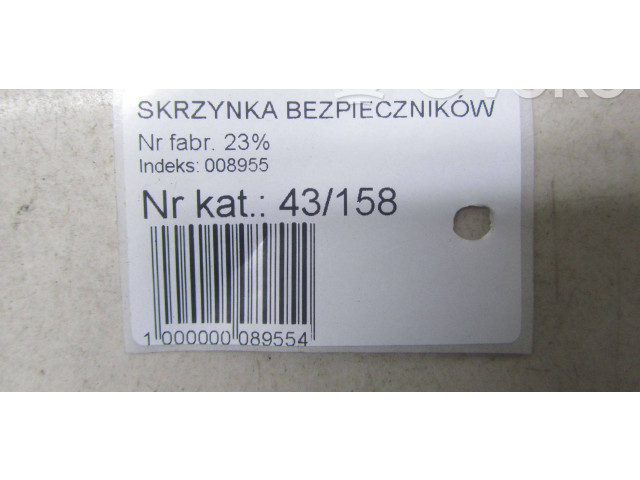 SKRZYNKA BEZPIECZNIKÓW
Nr fabr. 23%
Indeks: 008955
Nr kat.: 43/158
1 000000 089554